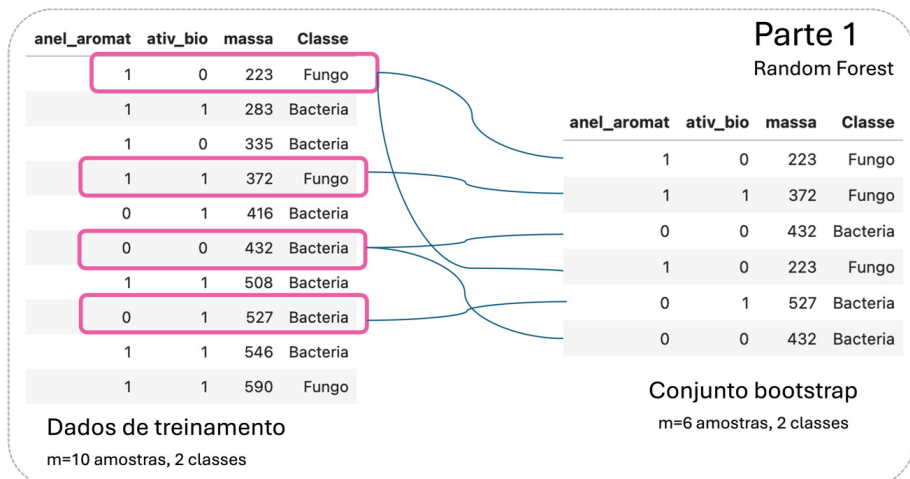 Parte 1
Random Forest
anel_aromat ativ_bio massa Classe
1 0 223 Fungo
1 1 283 Bacteria
1 0 335 Bacteria
1 1 372 Fungo
0 1 416 Bacteria
0 0 432 Bacteria
1 1 508 Bacteria
0 1 527 Bacteria
1 1 546 Bacteria
1 1 590 Fungo
Dados de treinamento
m=10 amostras, 2 classes
anel_aromat ativ_bio massa Classe
1 0 223 Fungo
1 1 372 Fungo
0 0 432 Bacteria
1 0 223 Fungo
0 1 527 Bacteria
0 0 432 Bacteria
Conjunto bootstrap
m=6 amostras, 2 classes